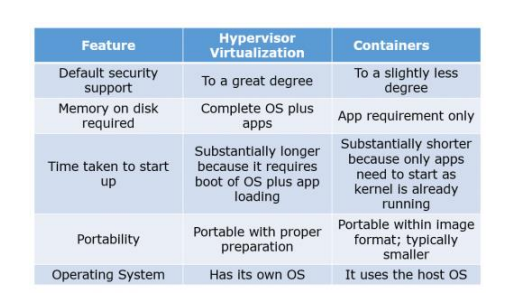 Feature
Hypervisor
Virtualization
Containers
Default security
support
To a great degree
To a slightly less
degree
Memory on disk
required
Complete OS plus
apps
App requirement only
Time taken to start
up
Substantially longer
because it requires
boot of OS plus app
loading
Substantially shorter
because only apps
need to start as
kernel is already
running
Portability
Portable with proper
preparation
Portable within image
format; typically
smaller
Operating System
Has its own OS
It uses the host OS